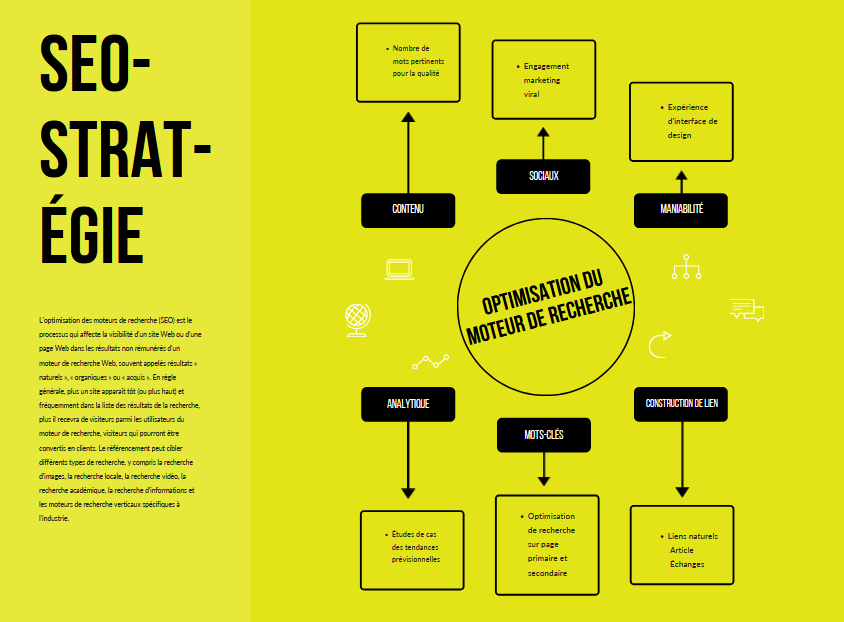 SEO-
STRAT-
ÉGIE
L'optimisation des moteurs de recherche (SEO) est le
processus qui affecte la visibilité d'un site Web ou d'une
page Web dans les résultats non rémunérés d'un
moteur de recherche Web, souvent appelés résultats «
naturels », « organiques » ou « acquis ». En règle
générale, plus un site apparaît tôt (ou plus haut) et
fréquemment dans la liste des résultats de la recherche,
plus il recevra de visiteurs parmi les utilisateurs du
moteur de recherche, visiteurs qui pourront être
convertis en clients. Le référencement peut cibler
différents types de recherche, y compris la recherche
d'images, la recherche locale, la recherche vidéo, la
recherche académique, la recherche d'informations et
les moteurs de recherche verticaux spécifiques à
l'industrie.
• Nombre de
mots pertinents
pour la qualité
• Engagement
marketing
viral
• Expérience
d'interface de
design
CONTENU
SOCIAUX
MANIABILITÉ
OPTIMISATION DU
MOTEUR DE RECHERCHE
ANALYTIQUE
MOTS-CLÉS
CONSTRUCTION DE LIEN
• Études de cas
des tendances
prévisionnelles
• Optimisation
de recherche
sur page
primaire et
secondaire
• Liens naturels
Article
Échanges